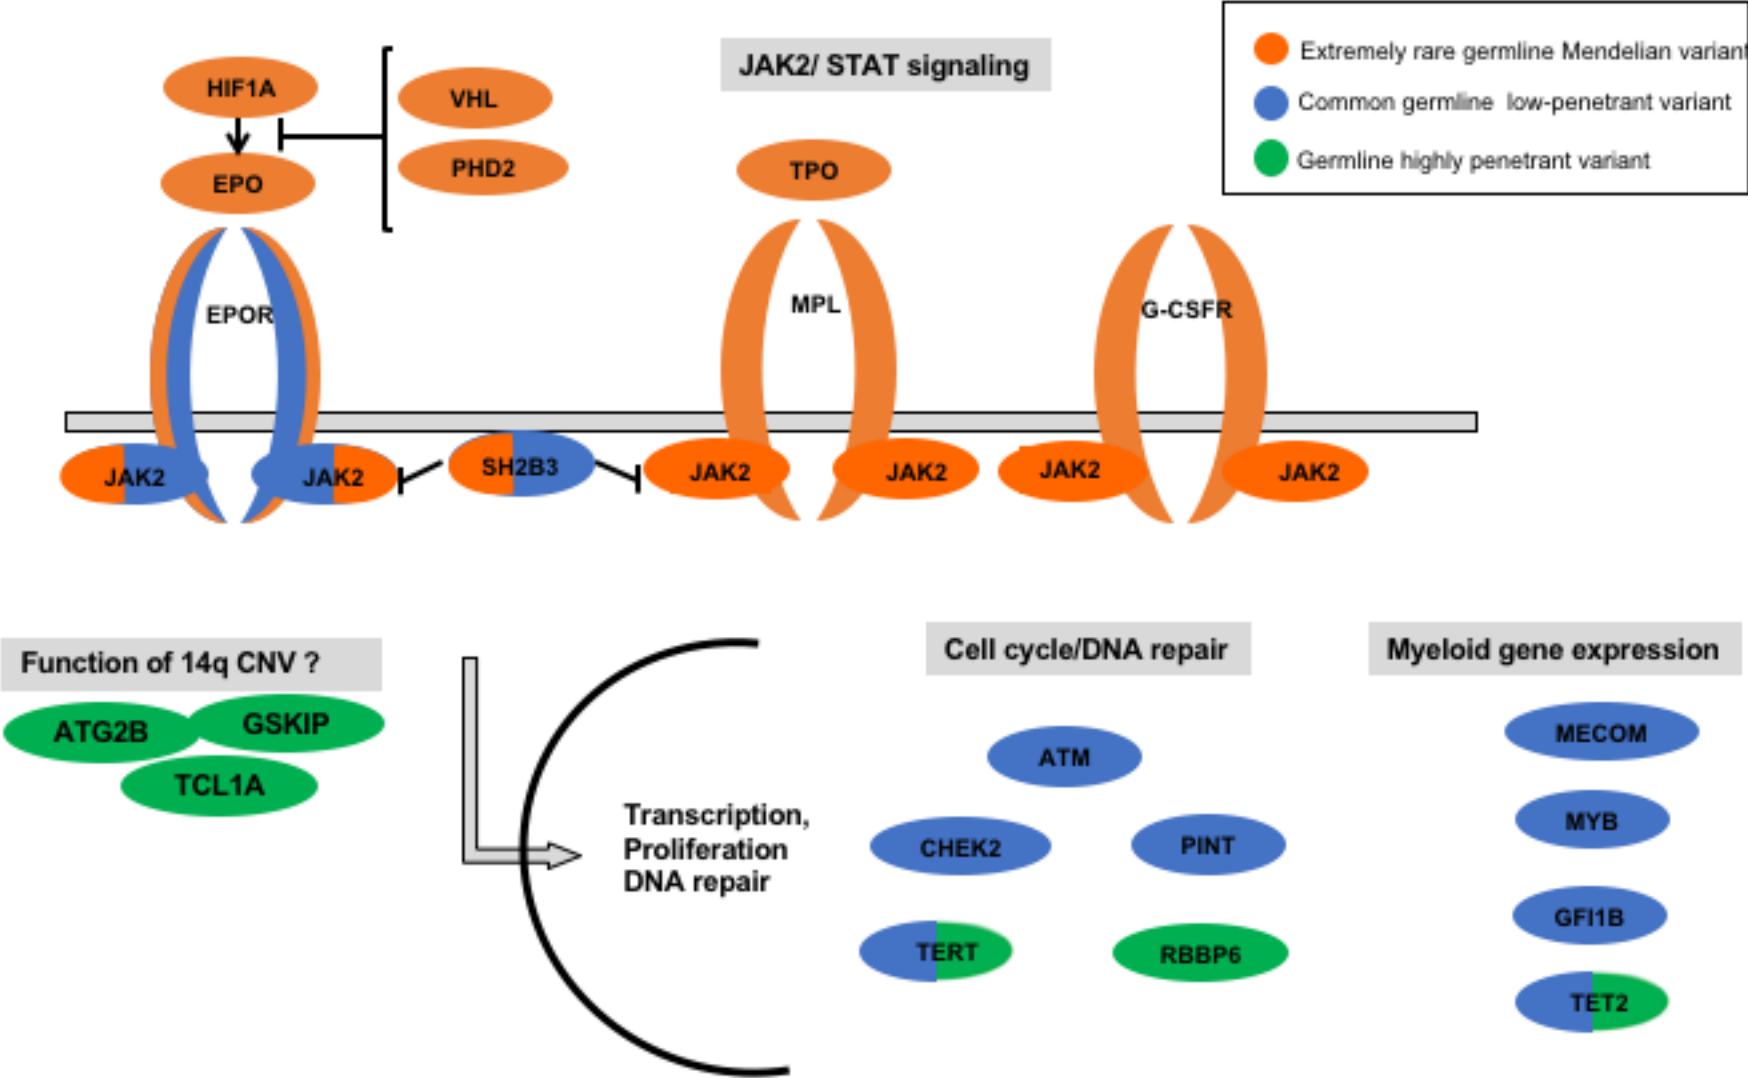 JAK2/ STAT signaling
Extremely rare germline Mendelian variant
Common germline low-penetrant variant
Germline highly penetrant variant
HIF1A
VHL
EPO
PHD2
TPO
EPOR
MPL
G-CSFR
JAK2
JAK2
SH2B3
JAK2
JAK2
JAK2
JAK2
Function of 14q CNV ?
ATG2B
GSKIP
TCL1A
Transcription,
Proliferation
DNA repair
Cell cycle/DNA repair
ATM
CHEK2
PINT
TERT
RBBP6
Myeloid gene expression
MECOM
MYB
GFI1B
TET2